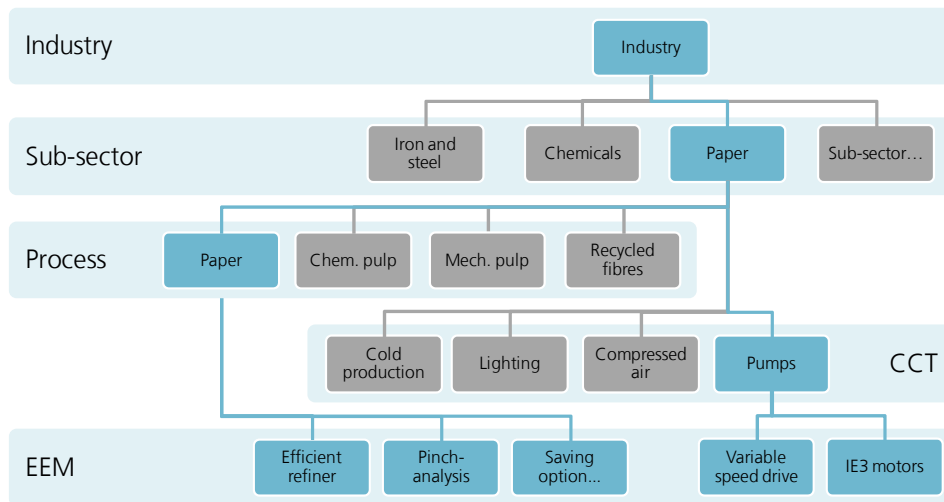 Industry
Industry
Iron and
steel
Chemicals
Paper
Sub-sector…
Sub-sector
Process
Paper
Chem. pulp
Mech. pulp
Recycled
fibres
Cold
production
Lighting
Compressed
air
Pumps
CCT
EEM
Efficient
refiner
Pinch-
analysis
Saving
option...
Variable
speed drive
IE3 motors